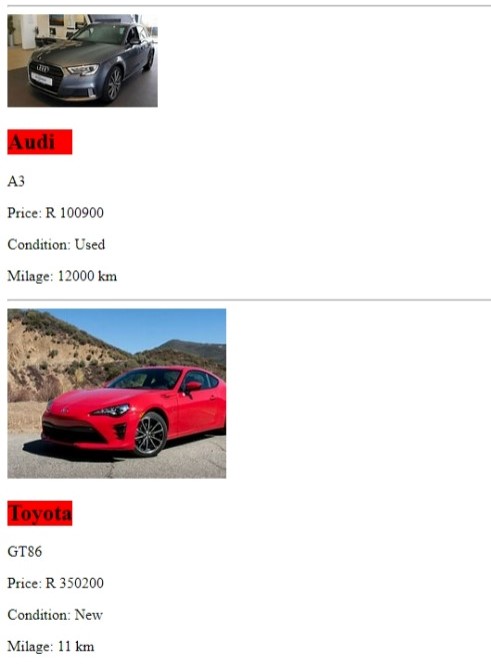 Audi
A3
Price: R 100900
Condition: Used
Milage: 12000 km
Toyota
GT86
Price: R 350200
Condition: New
Milage: 11 km